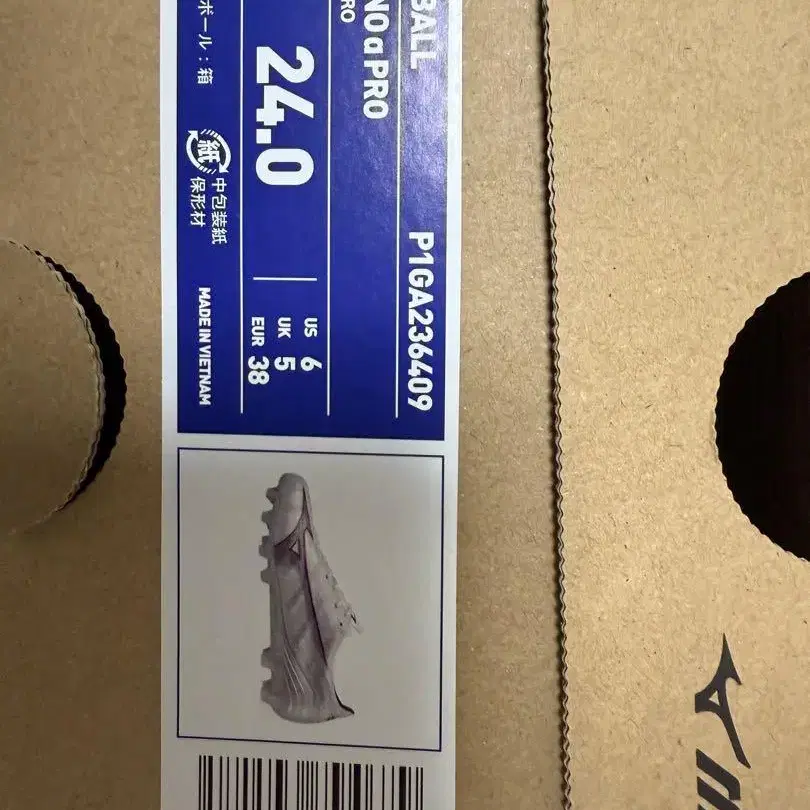 BALL
P1GA236409
NO α PRO
RO
24.0
US 6
UK 5
EUR 38
ボール:箱
紙
中包装紙
保形材
MADE IN VIETNAM